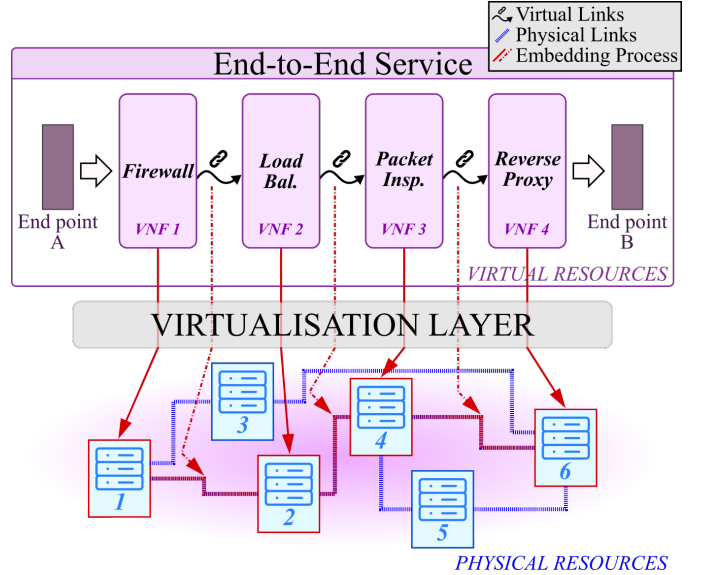 Virtual Links
Physical Links
Embedding Process
End-to-End Service
Firewall
VNF 1
Load
Bal.
VNF 2
Packet
Insp.
VNF 3
Reverse
Proxy
VNF 4
End point
A
End point
B
VIRTUAL RESOURCES
VIRTUALISATION LAYER
3
4
1
2
6
5
PHYSICAL RESOURCES